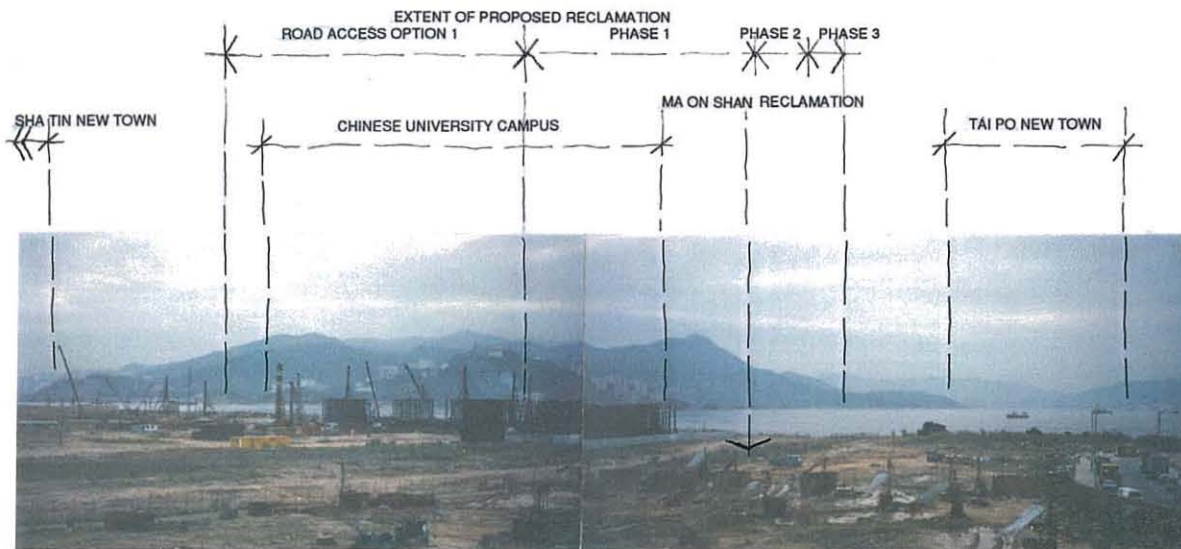 EXTENT OF PROPOSED RECLAMATION
ROAD ACCESS OPTION 1 PHASE 1 PHASE 2 PHASE 3
MA ON SHAN RECLAMATION
SHA TIN NEW TOWN CHINESE UNIVERSITY CAMPUS TAI PO NEW TOWN